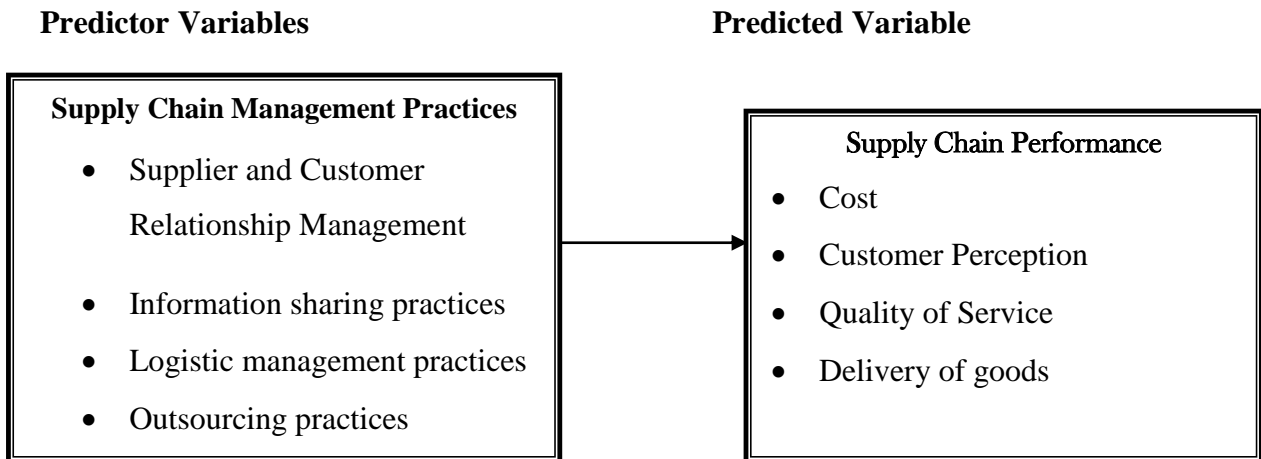 Predictor Variables
Predicted Variable
Supply Chain Management Practices
• Supplier and Customer
Relationship Management
• Information sharing practices
• Logistic management practices
• Outsourcing practices
Supply Chain Performance
• Cost
• Customer Perception
• Quality of Service
• Delivery of goods